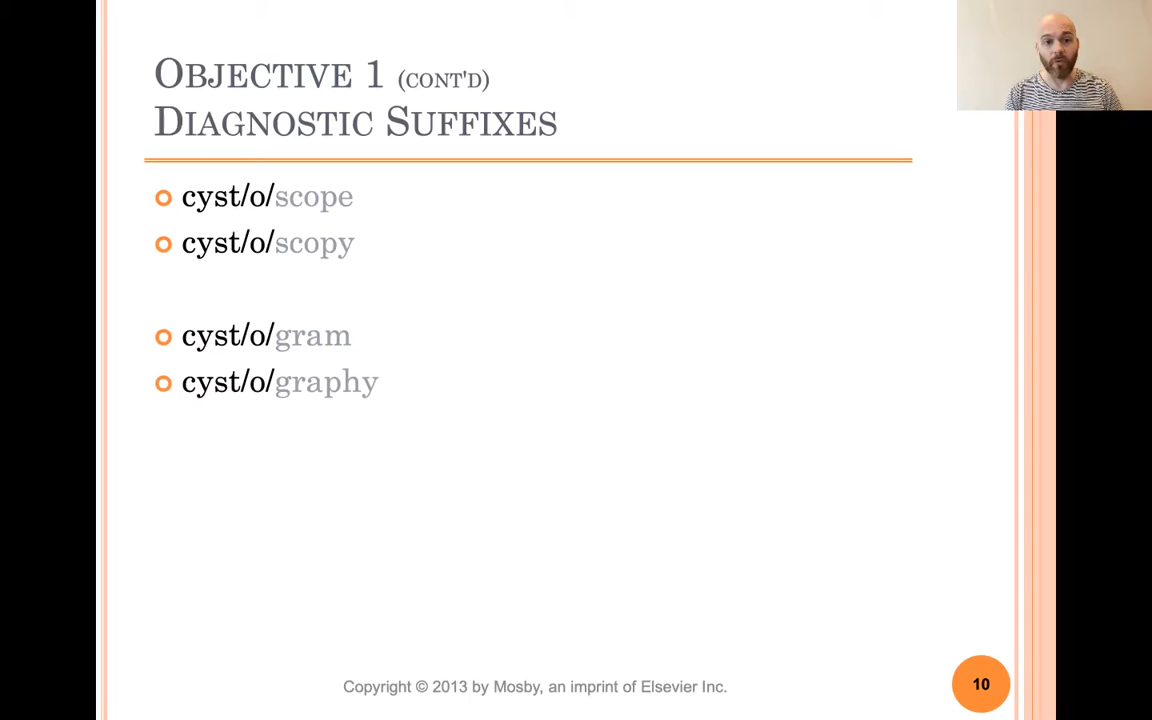 OBJECTIVE 1 (CONT'D)
DIAGNOSTIC SUFFIXES
cyst/o/scope
cyst/o/scopy
cyst/o/gram
cyst/o/graphy
Copyright © 2013 by Mosby, an imprint of Elsevier Inc.
10